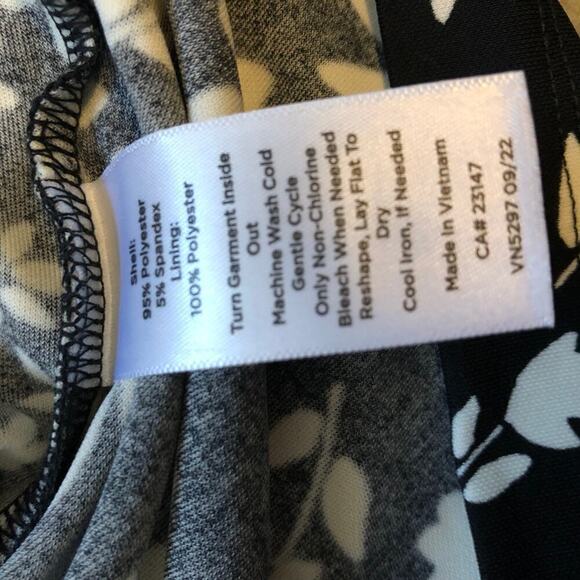 Shell:
95% Polyester
5% Spandex
Lining:
100% Polyester
Turn Garment Inside
Out
Machine Wash Cold
Gentle Cycle
Only Non-Chlorine
Bleach When Needed
Reshape, Lay Flat To
Dry
Cool Iron, If Needed
Made In Vietnam
CA# 23147
VN5297 09/22